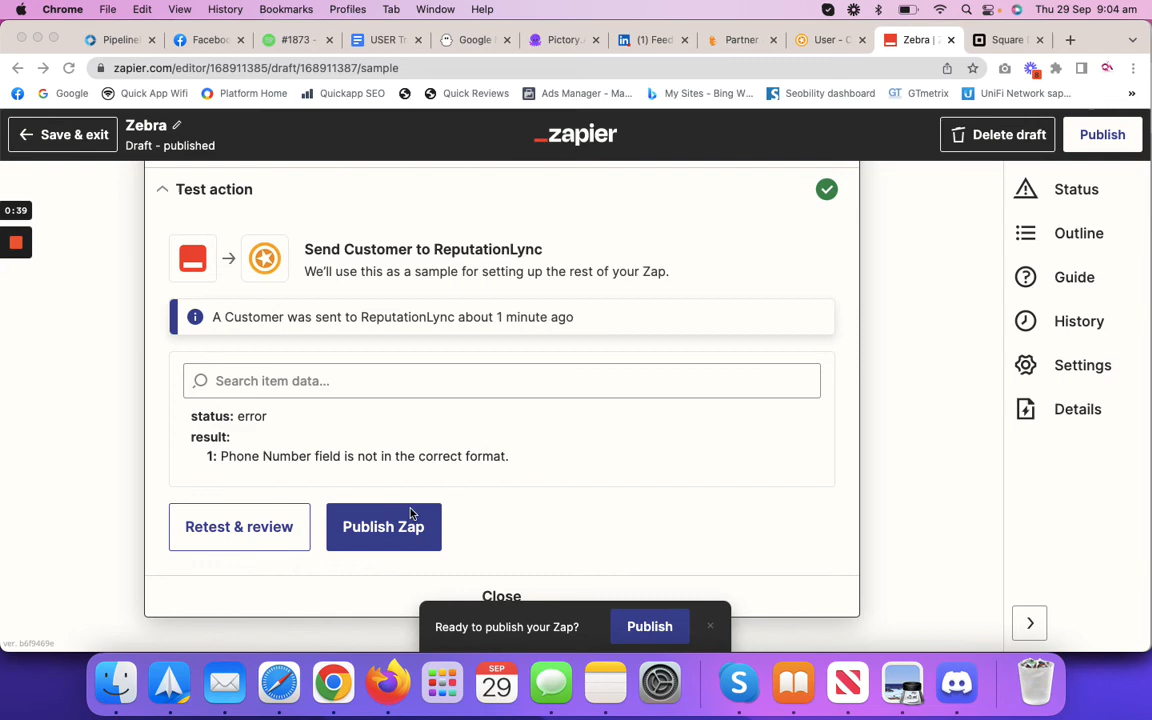 Chrome File Edit View History Bookmarks Profiles Tab Window Help Thu 29 Sep 9:04 am
Pipeline Faceboo #1873 - USER Tr Google Pictory.a (1) Feed Partner User - C Zebra | Z Square D
zapier.com/editor/168911385/draft/168911387/sample
Google Quick App Wifi Platform Home Quickapp SEO Quick Reviews Ads Manager - Ma... My Sites - Bing W... Seobility dashboard GTmetrix UniFi Network sap... »
Save & exit
Zebra
Draft - published
_zapier
Delete draft
Publish
0:39
Test action
Send Customer to ReputationLync
We'll use this as a sample for setting up the rest of your Zap.
A Customer was sent to ReputationLync about 1 minute ago
Search item data...
status: error
result:
1: Phone Number field is not in the correct format.
Retest & review
Publish Zap
Close
Ready to publish your Zap?
Publish
Status
Outline
Guide
History
Settings
Details
ver. b6f9469e
SEP
29